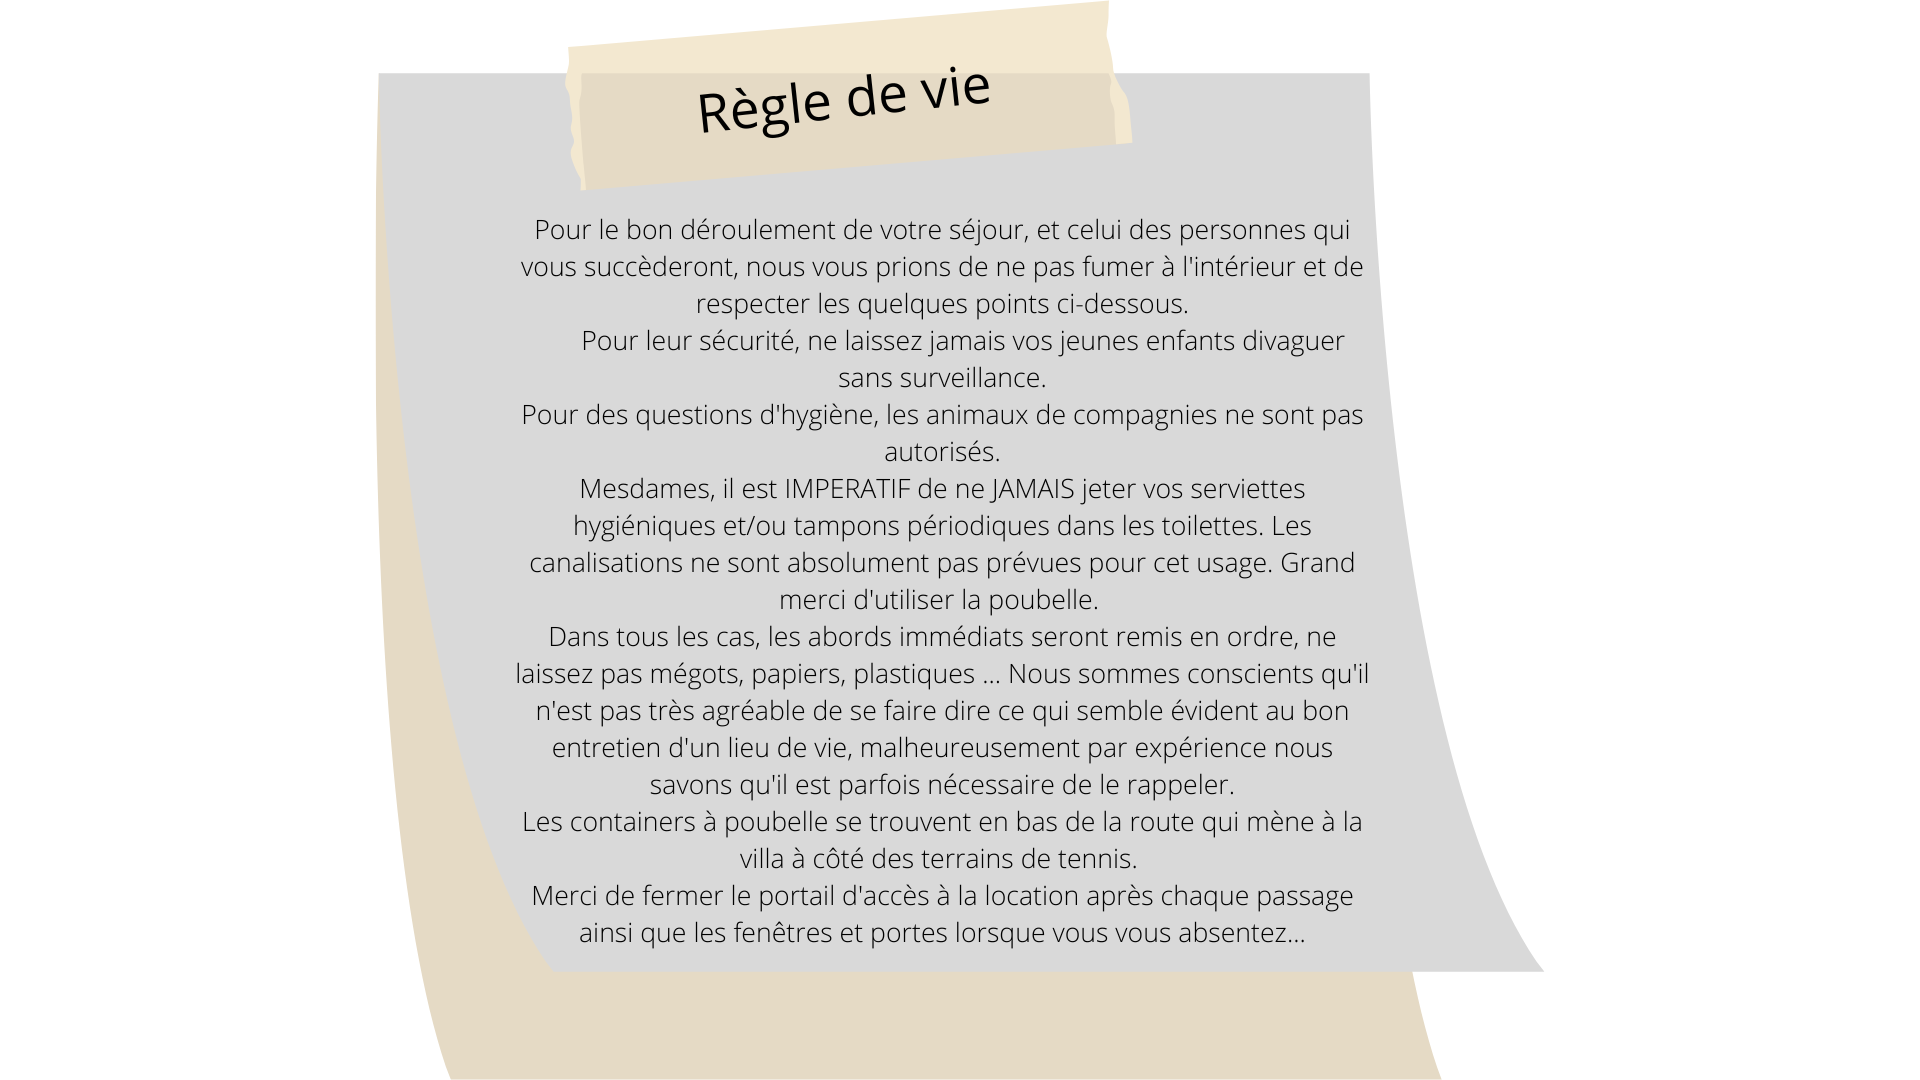 Règle de vie
Pour le bon déroulement de votre séjour, et celui des personnes qui
vous succèderont, nous vous prions de ne pas fumer à l'intérieur et de
respecter les quelques points ci-dessous.
Pour leur sécurité, ne laissez jamais vos jeunes enfants divaguer
sans surveillance.
Pour des questions d'hygiène, les animaux de compagnies ne sont pas
autorisés.
Mesdames, il est IMPERATIF de ne JAMAIS jeter vos serviettes
hygiéniques et/ou tampons périodiques dans les toilettes. Les
canalisations ne sont absolument pas prévues pour cet usage. Grand
merci d'utiliser la poubelle.
Dans tous les cas, les abords immédiats seront remis en ordre, ne
laissez pas mégots, papiers, plastiques ... Nous sommes conscients qu'il
n'est pas très agréable de se faire dire ce qui semble évident au bon
entretien d'un lieu de vie, malheureusement par expérience nous
savons qu'il est parfois nécessaire de le rappeler.
Les containers à poubelle se trouvent en bas de la route qui mène à la
villa à côté des terrains de tennis.
Merci de fermer le portail d'accès à la location après chaque passage
ainsi que les fenêtres et portes lorsque vous vous absentez...